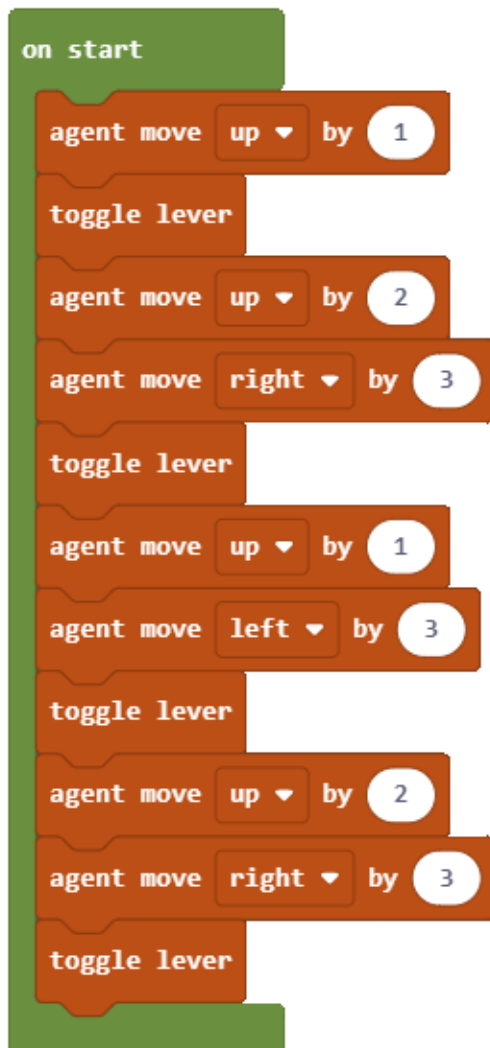 on start
agent move up by 1
toggle lever
agent move up by 2
agent move right by 3
toggle lever
agent move up by 1
agent move left by 3
toggle lever
agent move up by 2
agent move right by 3
toggle lever